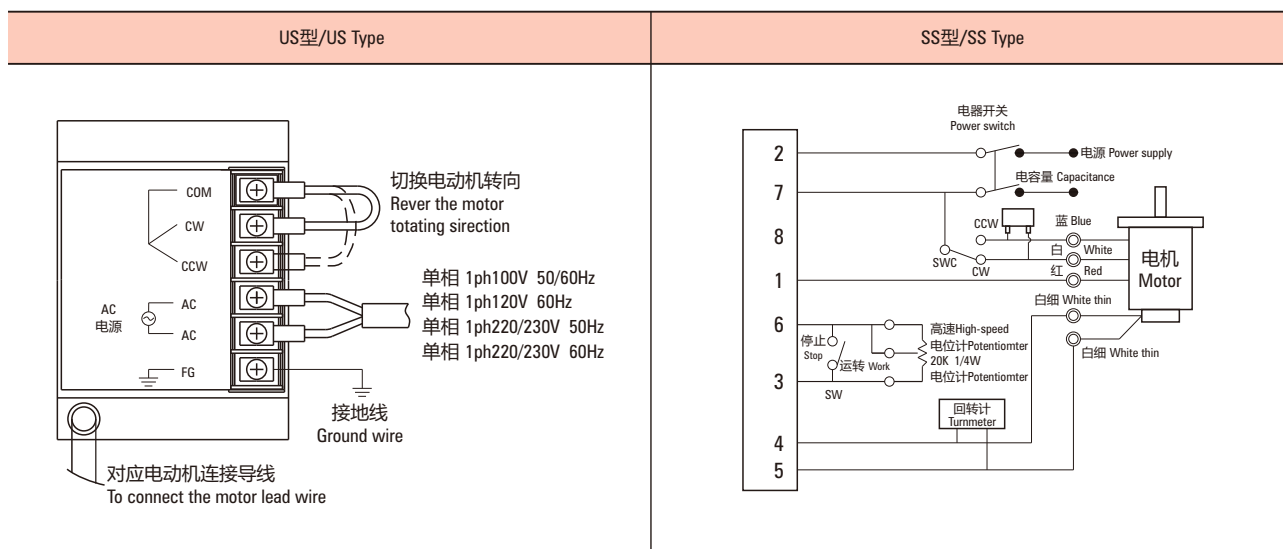 US型/US Type
SS型/SS Type
COM
CW
CCW
AC
AC
电源
AC
FG
切换电动机转向
Rever the motor
totating sirection
单相 1ph100V 50/60Hz
单相 1ph120V 60Hz
单相 1ph220/230V 50Hz
单相 1ph220/230V 60Hz
接地线
Ground wire
对应电动机连接导线
To connect the motor lead wire
电器开关
Power switch
2
电源 Power supply
7
电容量 Capacitance
8
CCW
蓝 Blue
白 White
SWC
CW
1
红 Red
电机
Motor
白细 White thin
6
停止
Stop
运转 Work
高速High-speed
电位计Potentiomter
20K 1/4W
电位计Potentiomter
白细 White thin
3
SW
回转计
Turnmeter
4
5